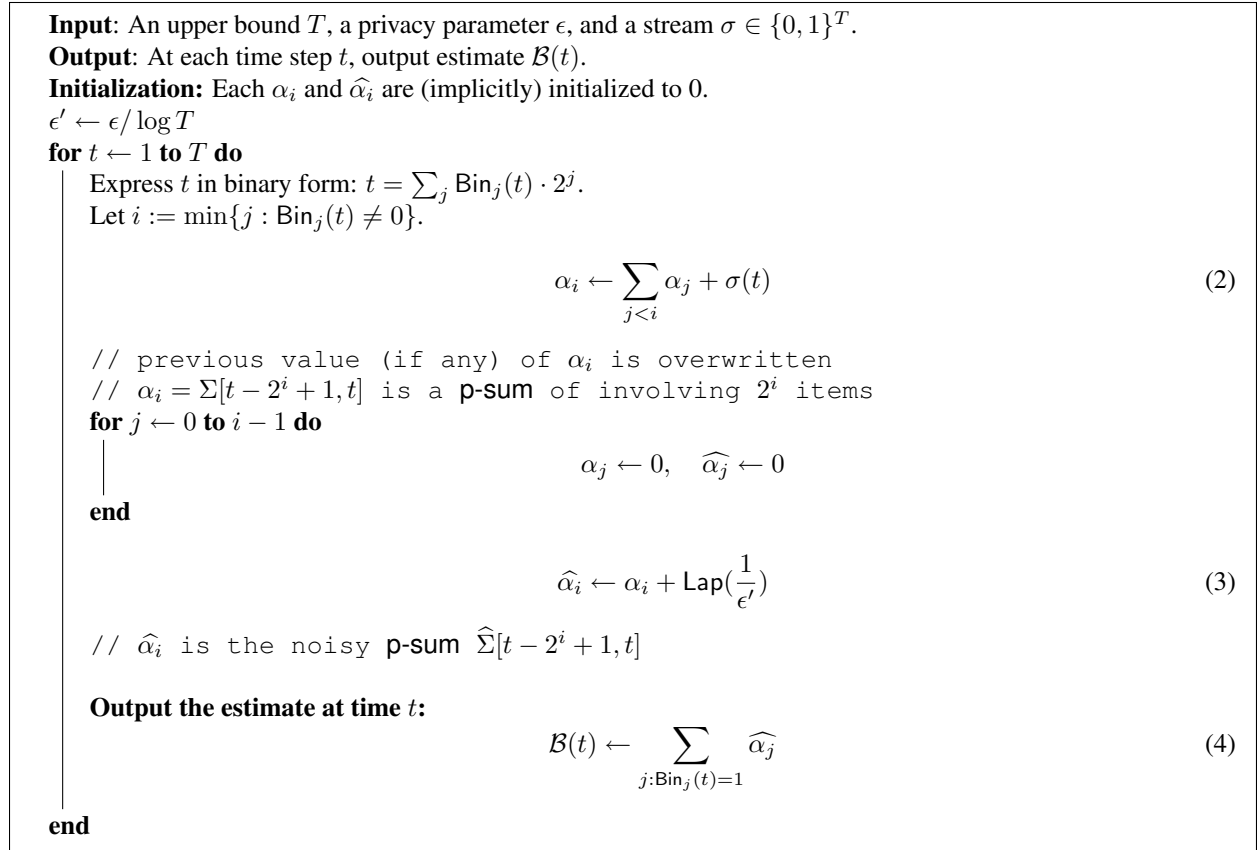 Input: An upper bound T, a privacy parameter ϵ, and a stream σ ∈ {0, 1}^T.
Output: At each time step t, output estimate ℬ(t).
Initialization: Each α_i and \widehat{α_i} are (implicitly) initialized to 0.
ϵ′ ← ϵ/ log T
for t ← 1 to T do
Express t in binary form: t = ∑_j Bin_j(t) · 2^j.
Let i := min{j : Bin_j(t) ≠ 0}.
α_i ← ∑_{j<i} α_j + σ(t) (2)
// previous value (if any) of α_i is overwritten
// α_i = Σ[t − 2^i + 1, t] is a p-sum of involving 2^i items
for j ← 0 to i − 1 do
α_j ← 0, \widehat{α_j} ← 0
end
\widehat{α_i} ← α_i + Lap(\frac{1}{ϵ′}) (3)
// \widehat{α_i} is the noisy p-sum \widehat{Σ}[t − 2^i + 1, t]
Output the estimate at time t:
ℬ(t) ← ∑_{j:Bin_j(t)=1} \widehat{α_j} (4)
end